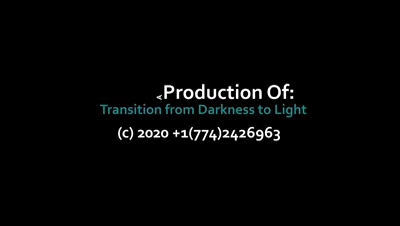 <Production Of:
Transition from Darkness to Light
(c) 2020 +1(774)2426963